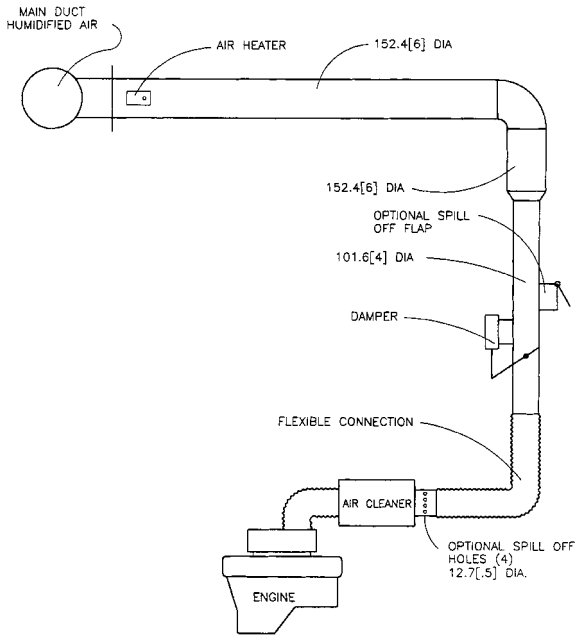 MAIN DUCT
HUMIDIFIED AIR
AIR HEATER
152.4[6] DIA
152.4[6] DIA
OPTIONAL SPILL
OFF FLAP
101.6[4] DIA
DAMPER
FLEXIBLE CONNECTION
AIR CLEANER
OPTIONAL SPILL OFF
HOLES (4)
12.7[.5] DIA.
ENGINE